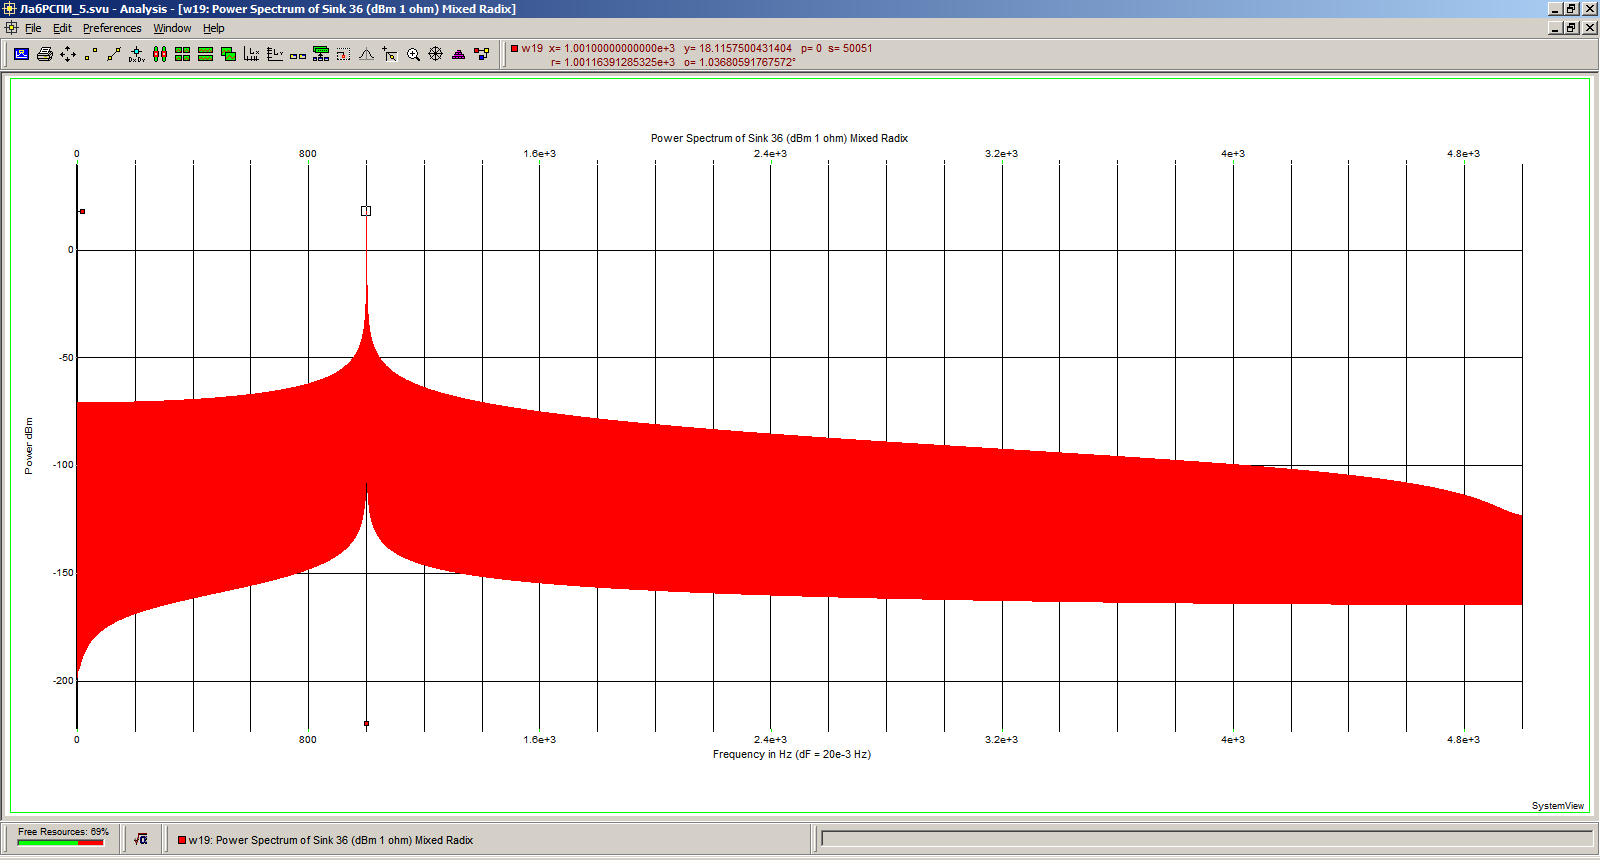 ЛабРСПИ_5.svu - Analysis - [w19: Power Spectrum of Sink 36 (dBm 1 ohm) Mixed Radix]
File Edit Preferences Window Help
w19 x= 1.00100000000000e+3 y= 18.1157500431404 p= 0 s= 50051
r= 1.00116391285325e+3 o= 1.03680591767572°
Power Spectrum of Sink 36 (dBm 1 ohm) Mixed Radix
0 800 1.6e+3 2.4e+3 3.2e+3 4e+3 4.8e+3
0
-50
-100
-150
-200
Power dBm
0 800 1.6e+3 2.4e+3 3.2e+3 4e+3 4.8e+3
Frequency in Hz (dF = 20e-3 Hz)
SystemView
Free Resources: 69%
√α
w19: Power Spectrum of Sink 36 (dBm 1 ohm) Mixed Radix